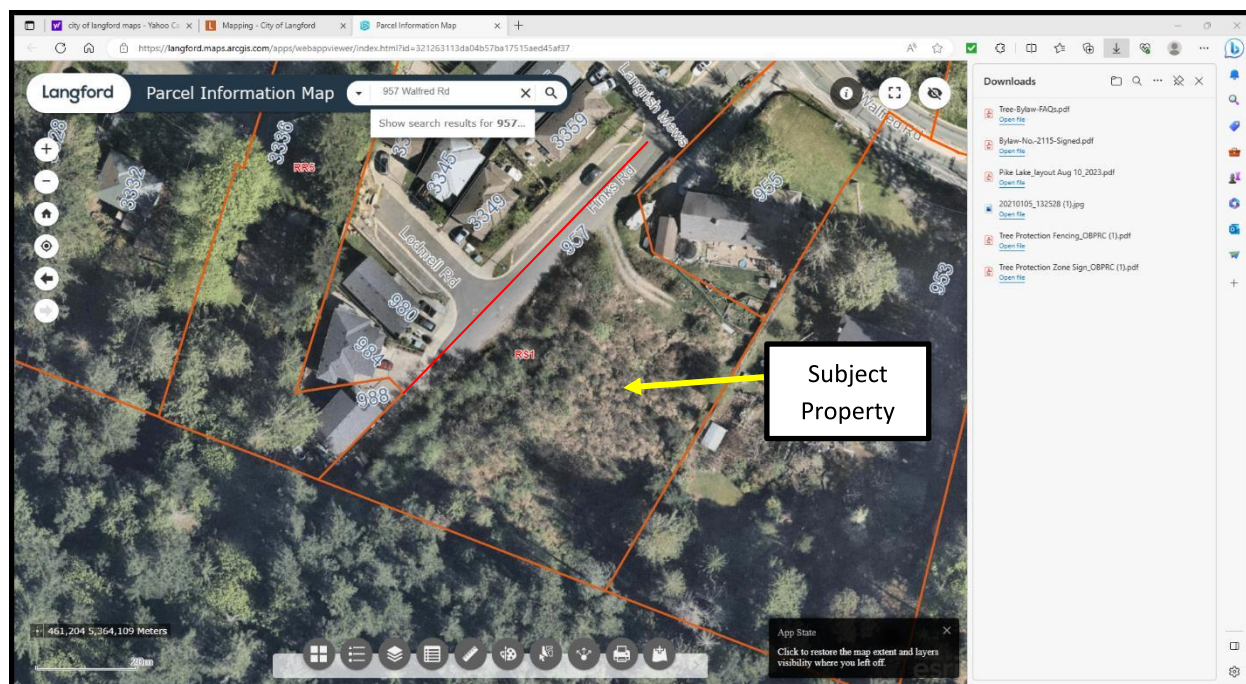 city of langford maps - Yahoo Ca
Mapping - City of Langford
Parcel Information Map
https://langford.maps.arcgis.com/apps/webappviewer/index.html?id=321263113da04b57ba17515aed45af37
Langford
Parcel Information Map
957 Walfred Rd
Show search results for 957...
Downloads
Tree-Bylaw-FAQs.pdf
Open file
Bylaw-No.-2115-Signed.pdf
Open file
Pike Lake_layout Aug 10_2023.pdf
Open file
20210105_132528 (1).jpg
Open file
Tree Protection Fencing_OBPRC (1).pdf
Open file
Tree Protection Zone Sign_OBPRC (1).pdf
Open file
Langrish Mews
Walfred Rd
3336
3332
RR5
3345
3359
3349
Hinks Rd
957
955
953
Lodmell Rd
980
984
988
RS1
Subject
Property
461,204 5,364,109 Meters
20m
App State
Click to restore the map extent and layers
visibility where you left off.
esri